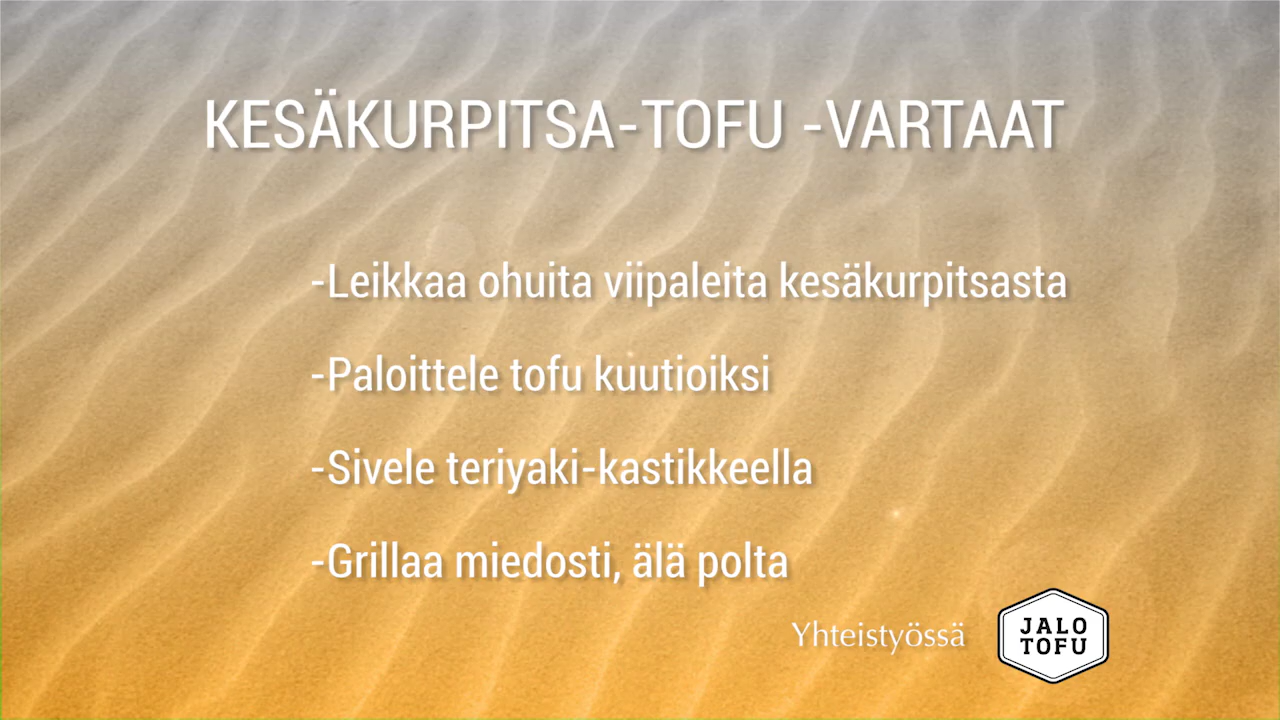 KESÄKURPITSA-TOFU -VARTAAT
-Leikkaa ohuita viipaleita kesäkurpitsasta
-Paloittele tofu kuutioiksi
-Sivele teriyaki-kastikkeella
-Grillaa miedosti, älä polta
Yhteistyössä
JALO
TOFU